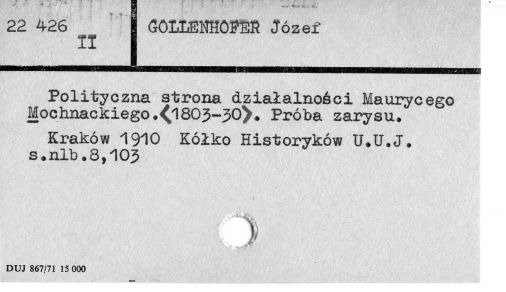 22 426
II
GOLLENHOFER Józef
Polityczna strona działalności Maurycego
Mochnackiego.<1803-30>. Próba zarysu.
Kraków 1910 Kółko Historyków U.U.J.
s.nlb.8,103
DUJ 867/71 15 000